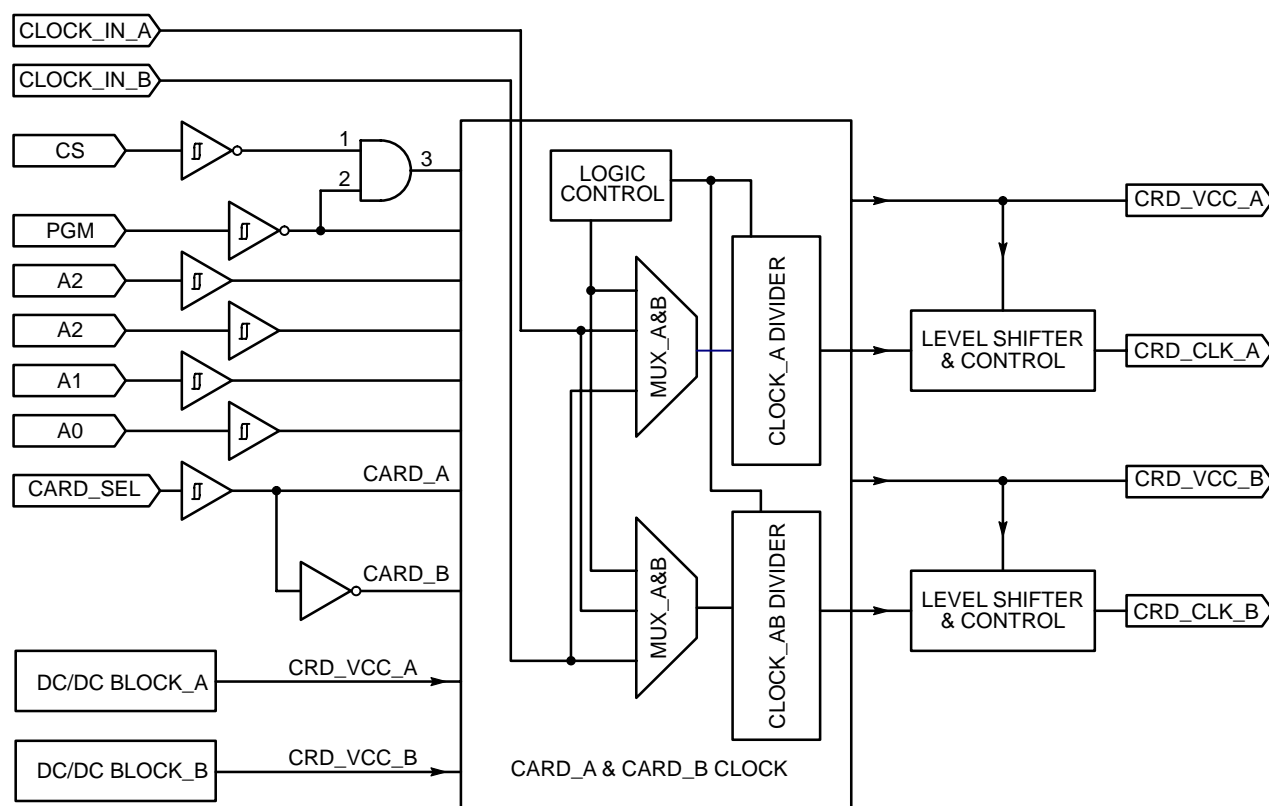 CLOCK_IN_A
CLOCK_IN_B
CS
1
2
3
PGM
A2
A2
A1
A0
CARD_SEL
CARD_A
CARD_B
DC/DC BLOCK_A
CRD_VCC_A
DC/DC BLOCK_B
CRD_VCC_B
LOGIC
CONTROL
MUX_A&B
CLOCK_A DIVIDER
MUX_A&B
CLOCK_AB DIVIDER
CARD_A & CARD_B CLOCK
CRD_VCC_A
LEVEL SHIFTER
& CONTROL
CRD_CLK_A
CRD_VCC_B
LEVEL SHIFTER
& CONTROL
CRD_CLK_B